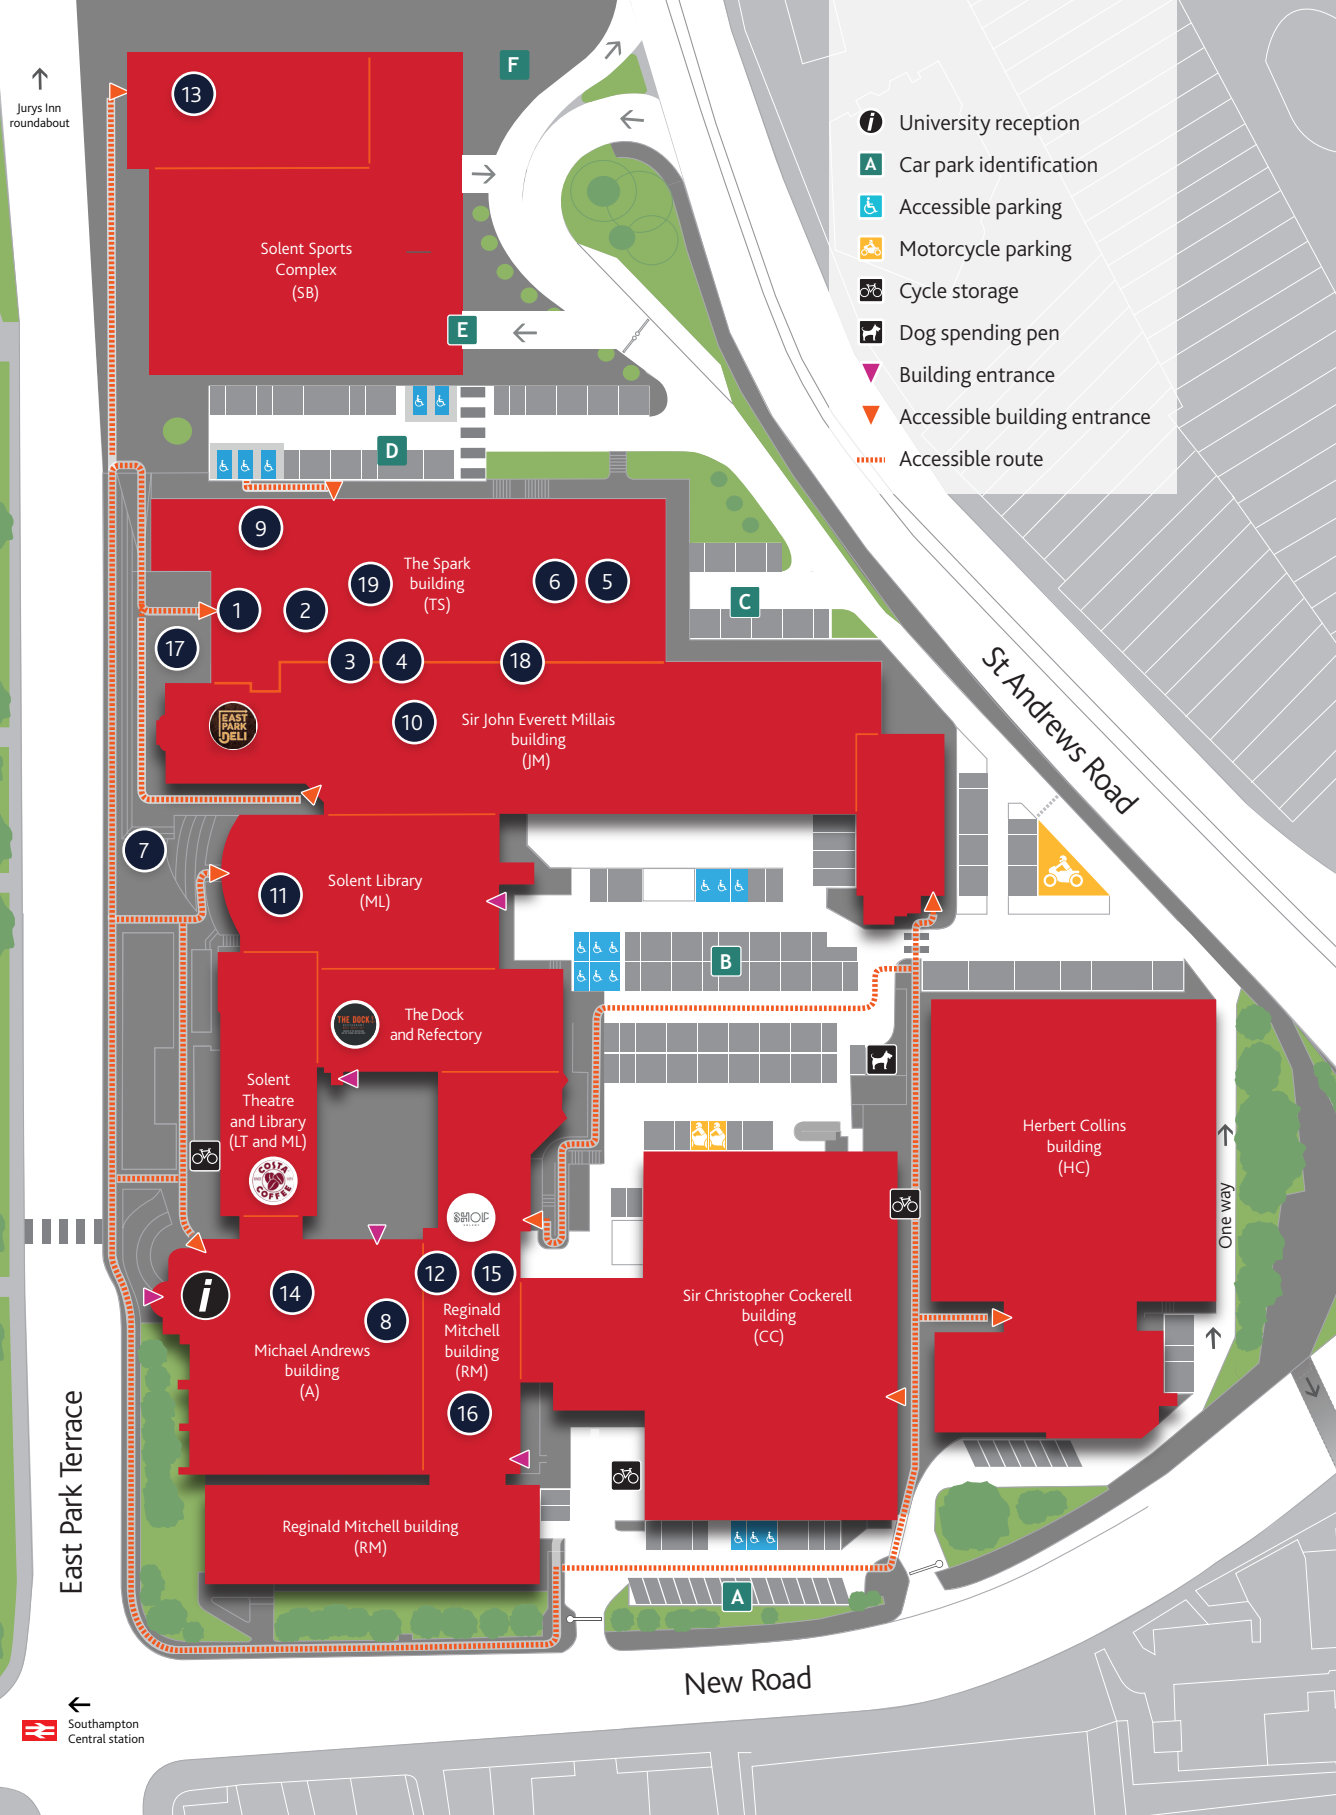 F
13
Jurys Inn
roundabout
University reception
A
Car park identification
Accessible parking
Motorcycle parking
Cycle storage
Dog spending pen
Building entrance
Accessible building entrance
Accessible route
Solent Sports
Complex
(SB)
E
D
9
The Spark
building
(TS)
19
6
5
1
2
C
17
3
4
18
EAST
PARK
DELI
10
Sir John Everett Millais
building
(JM)
St Andrews Road
7
11
Solent Library
(ML)
B
THE DOCK
The Dock
and Refectory
Solent
Theatre
and Library
(LT and ML)
COSTA
COFFEE
Herbert Collins
building
(HC)
One way
SHOP
i
14
12
15
8
Michael Andrews
building
(A)
Reginald
Mitchell
building
(RM)
16
Sir Christopher Cockerell
building
(CC)
East Park Terrace
Reginald Mitchell building
(RM)
A
New Road
Southampton
Central station